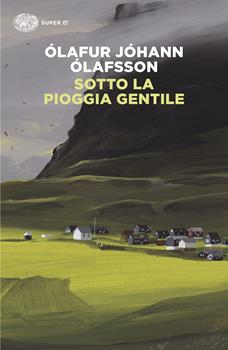 SUPER ET
ÓLAFUR JÓHANN
ÓLAFSSON
SOTTO LA
PIOGGIA GENTILE